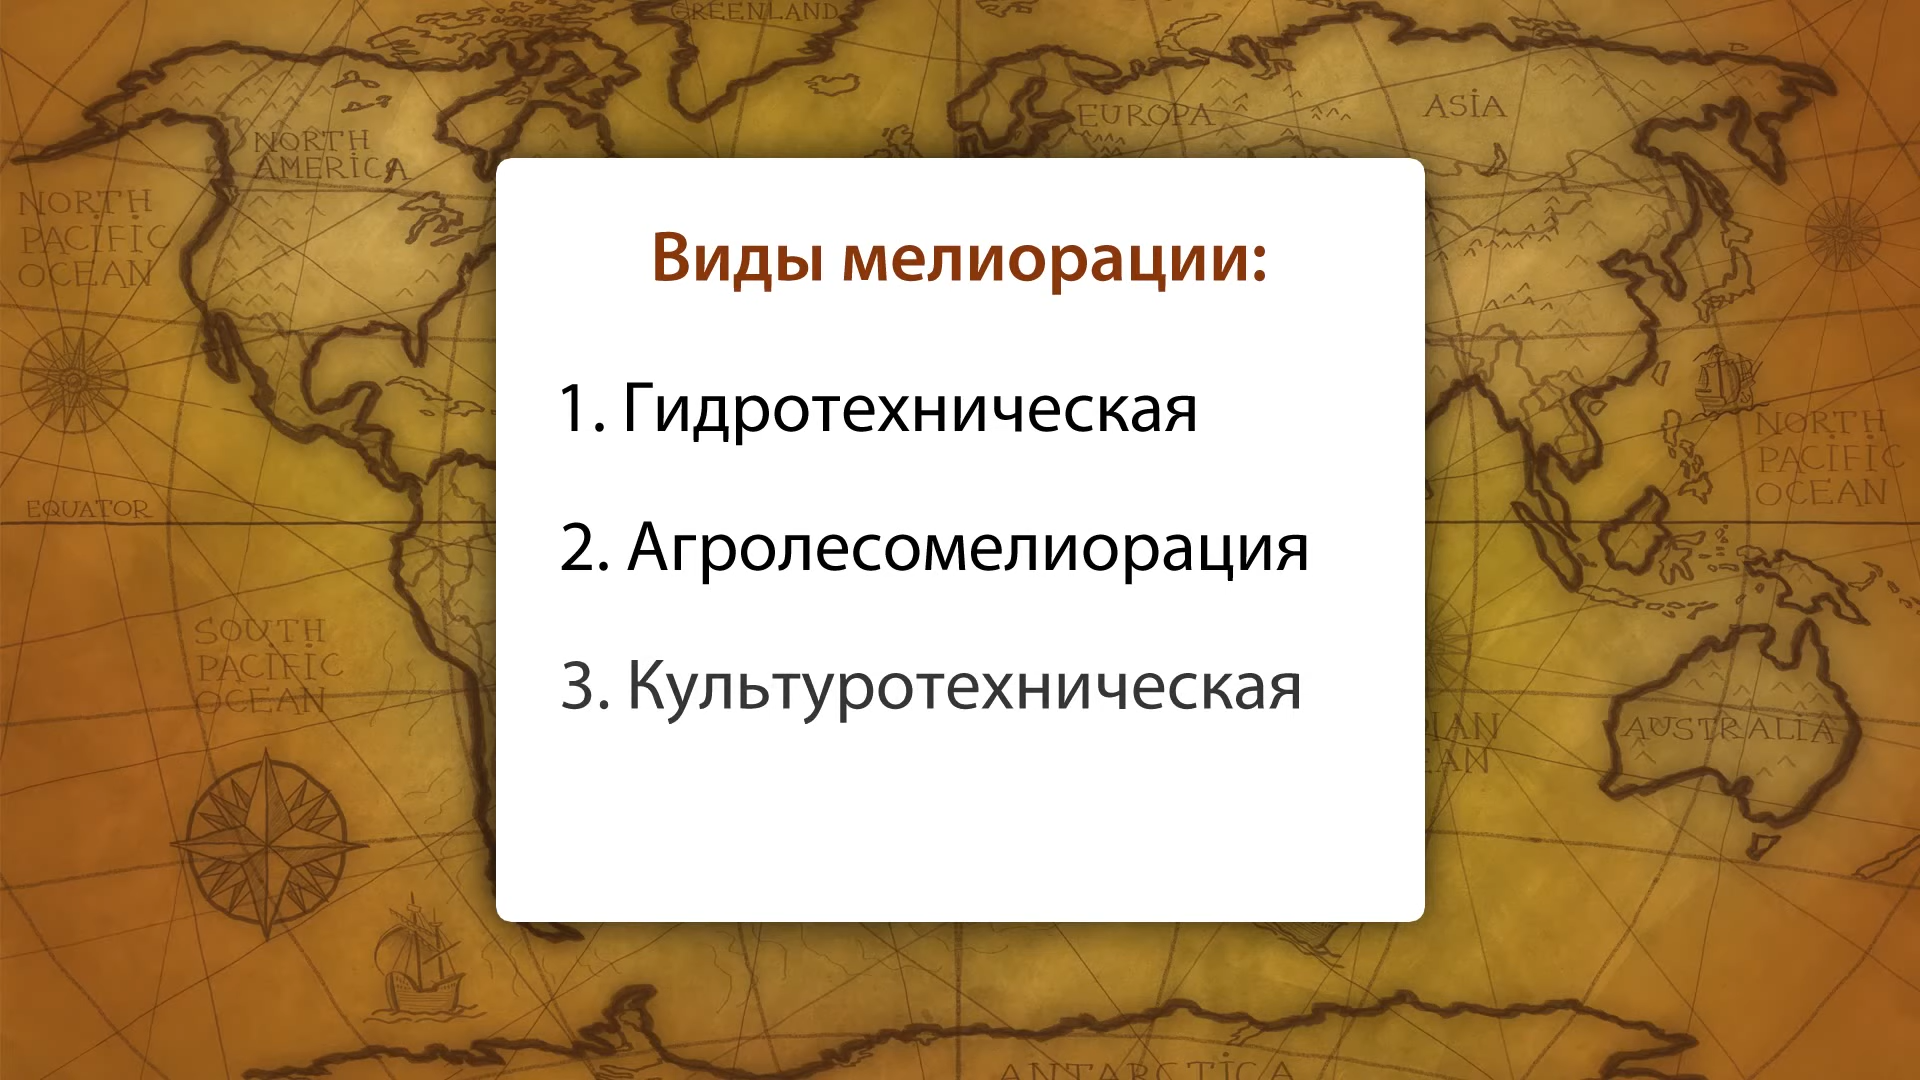 GREENLAND
EUROPA
ASIA
NORTH
AMERICA
NORTH
PACIFIC
OCEAN
Виды мелиорации:
1. Гидротехническая
2. Агролесомелиорация
3. Культуротехническая
NORTH
PACIFIC
OCEAN
EQUATOR
SOUTH
PACIFIC
OCEAN
AUSTRALIA
ANTARCTICA